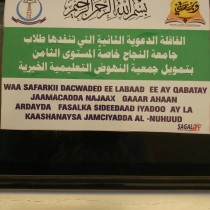 بسم الله الرحمن الرحيم
القافلة الدعوية الثانية التي تنفذها طلاب
جامعة النجاح خاصة المستوى الثامن
بتمويل جمعية النهوض التعليمية الخيرية
WAA SAFARKII DACWADED EE LABAAD EE AY QABATAY
JAAMACADDA NAJAAX GAAAR AHAAN
ARDAYDA FASALKA SIDEEDAAD IYADOO AY LA
KAASHANAYSA JAMCIYADDA AL -NUHUUD